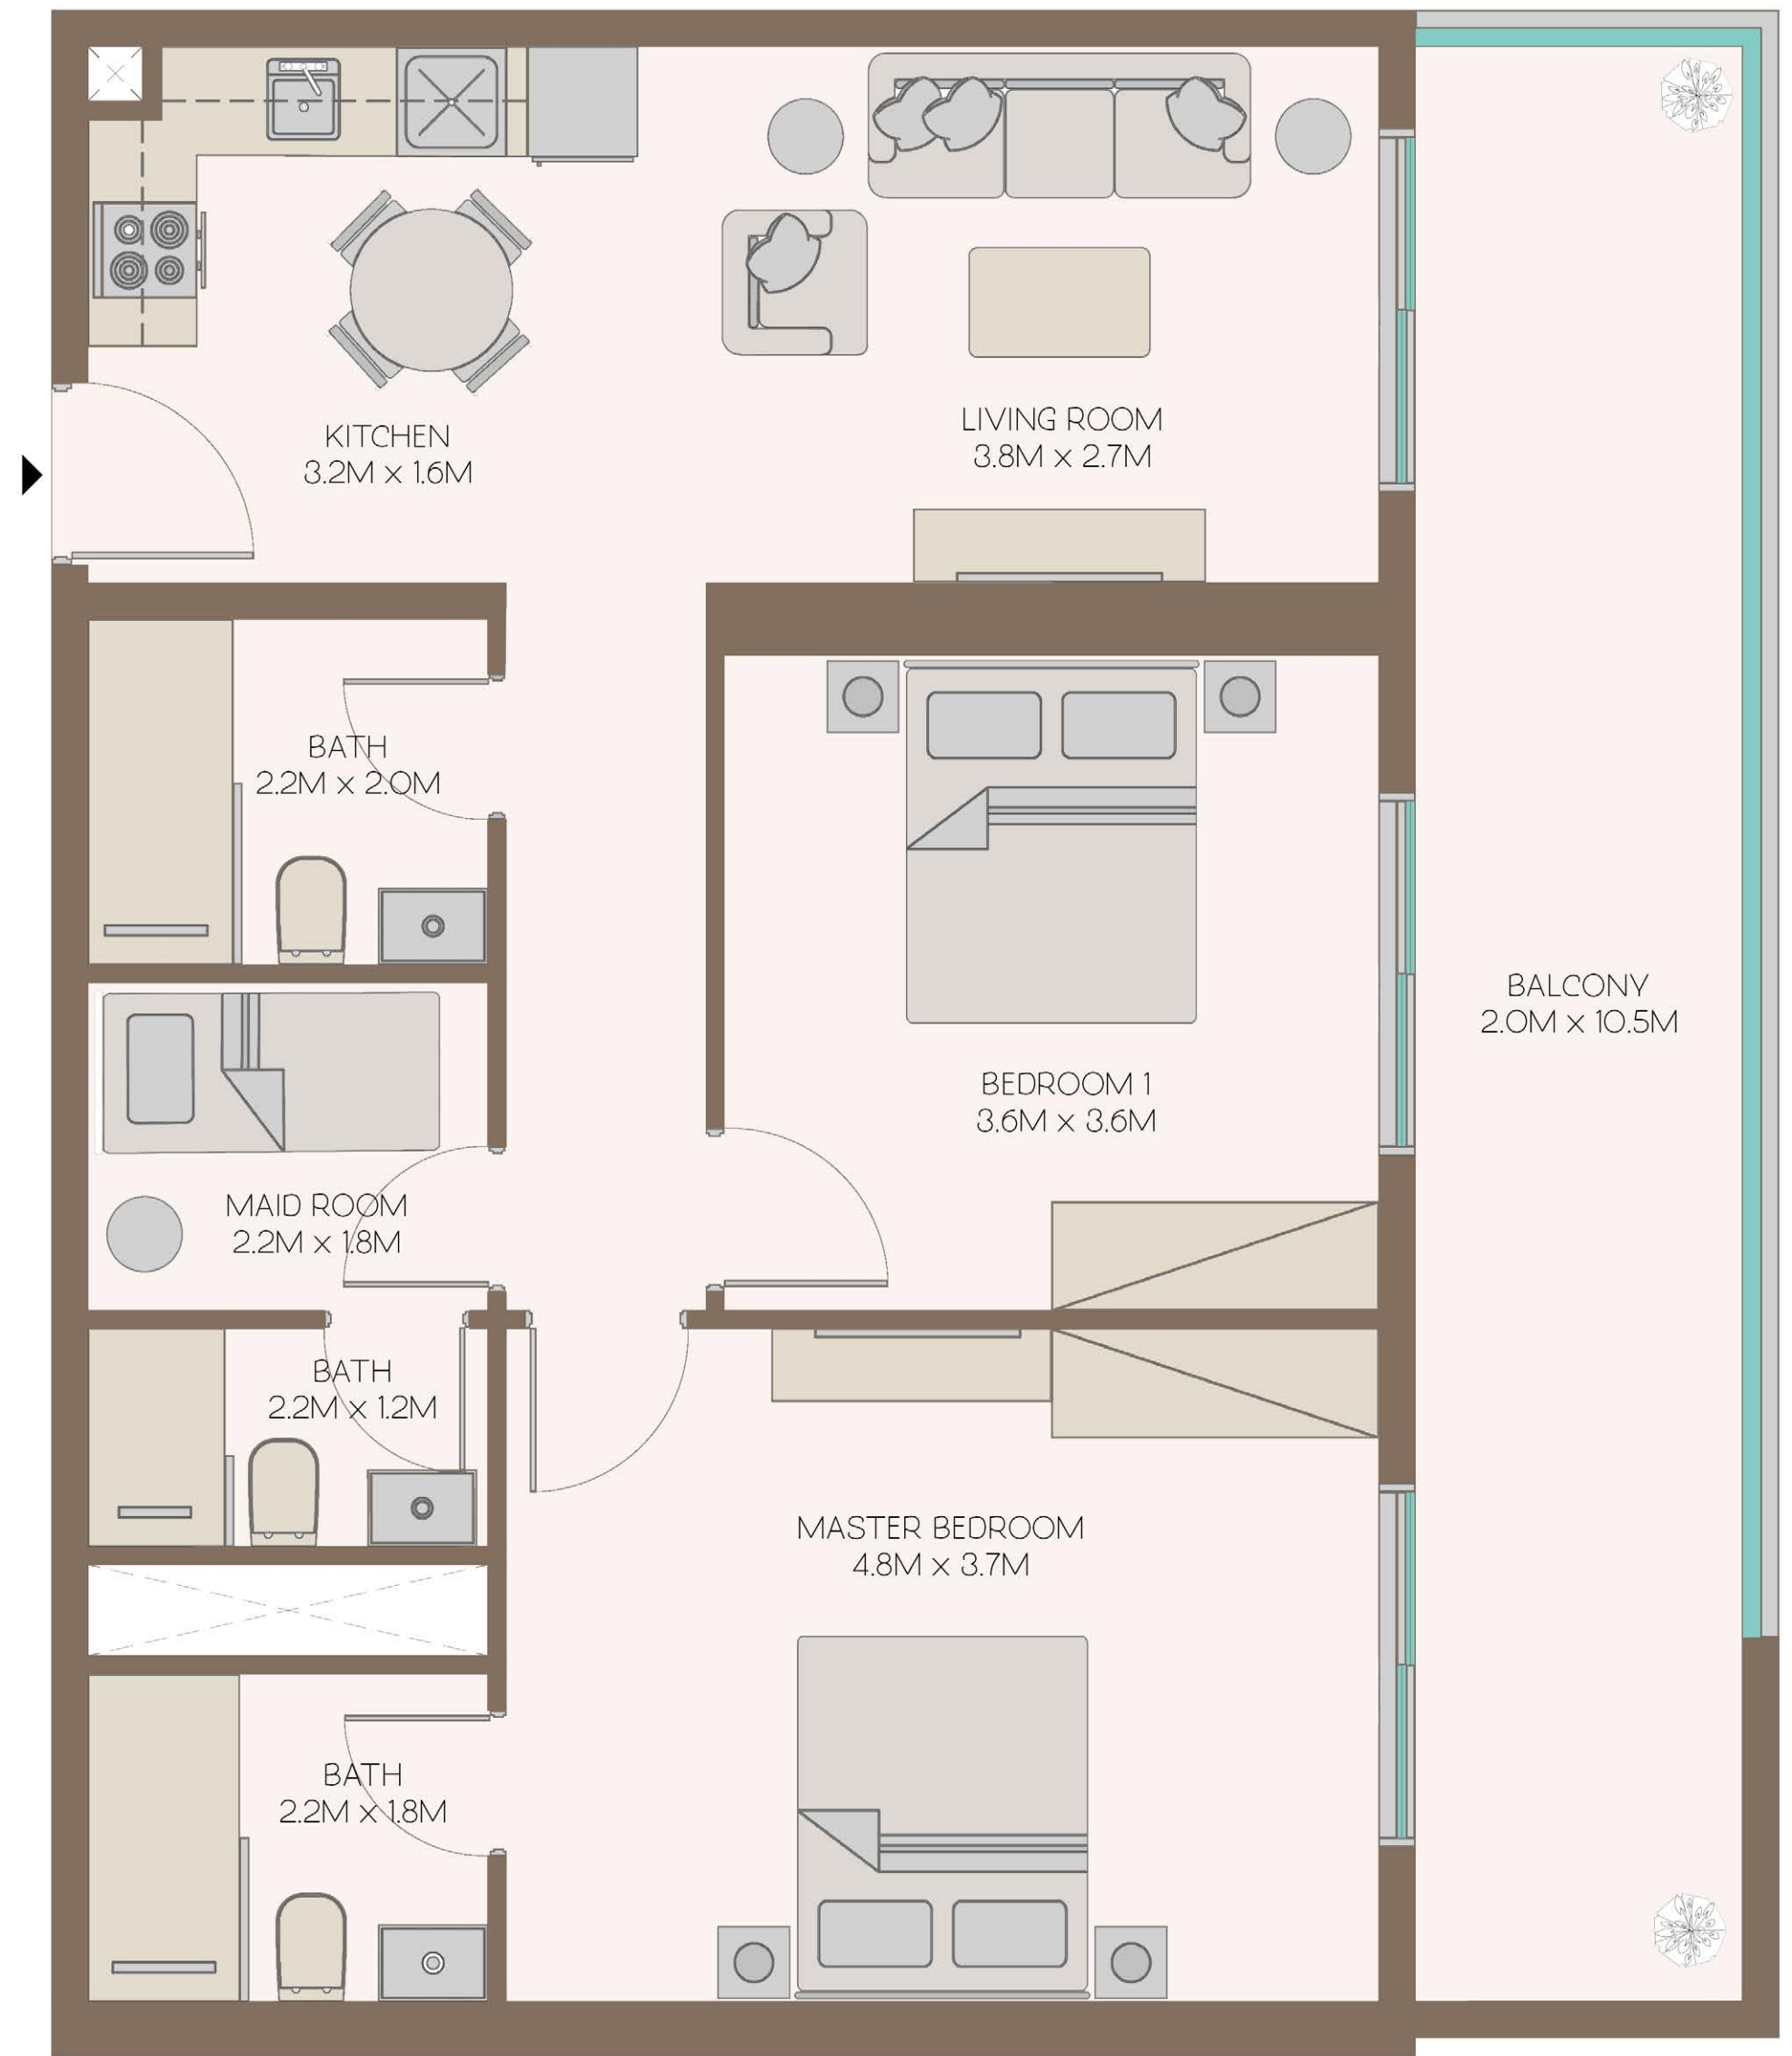 KITCHEN
3.2M x 1.6M
LIVING ROOM
3.8M x 2.7M
BATH
2.2M x 2.0M
BALCONY
2.0M x 10.5M
BEDROOM 1
3.6M x 3.6M
MAID ROOM
2.2M x 1.8M
BATH
2.2M x 1.2M
MASTER BEDROOM
4.8M x 3.7M
BATH
2.2M x 1.8M